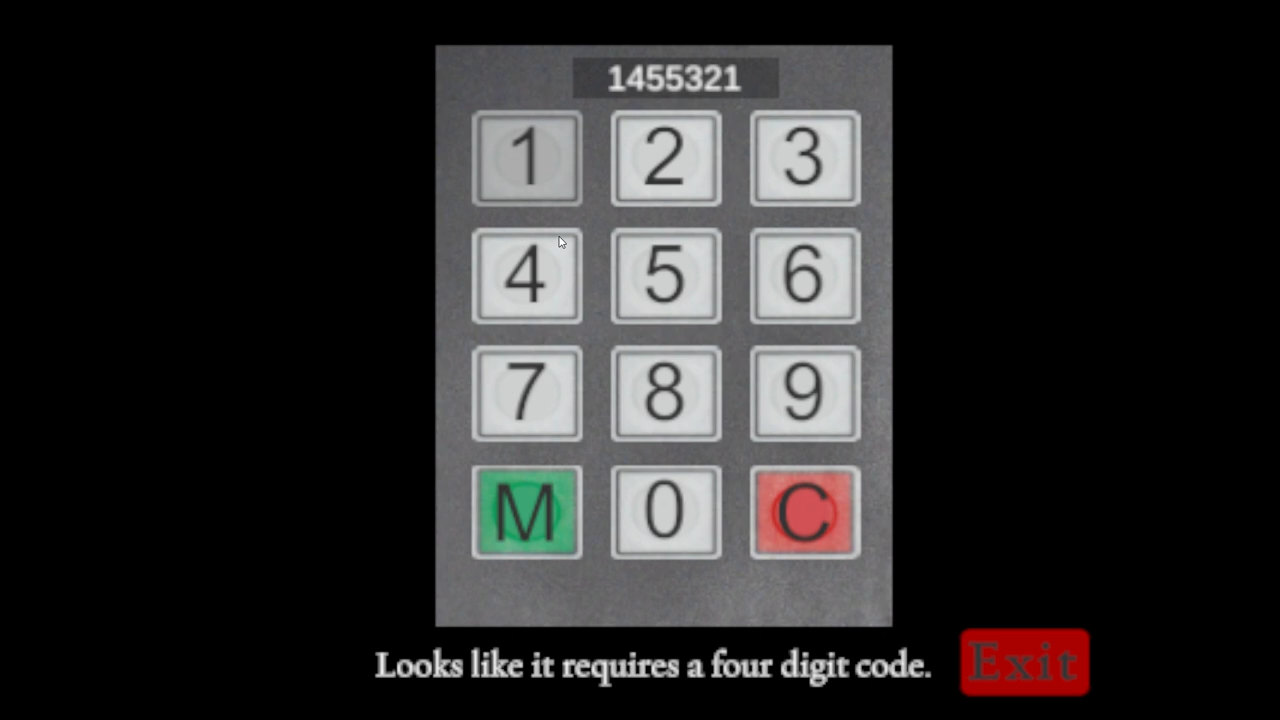 1455321
1 2 3
4 5 6
7 8 9
M 0 C
Looks like it requires a four digit code.
Exit